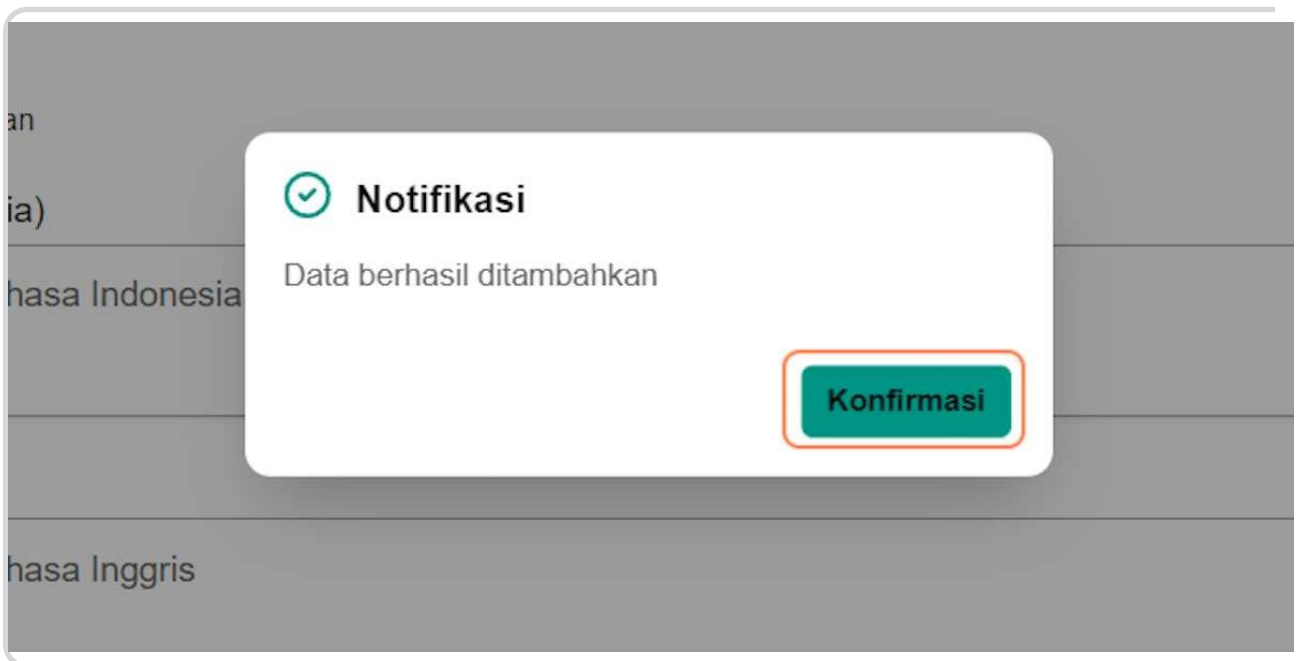 an
ia)
hasa Indonesia
hasa Inggris
Notifikasi
Data berhasil ditambahkan
Konfirmasi